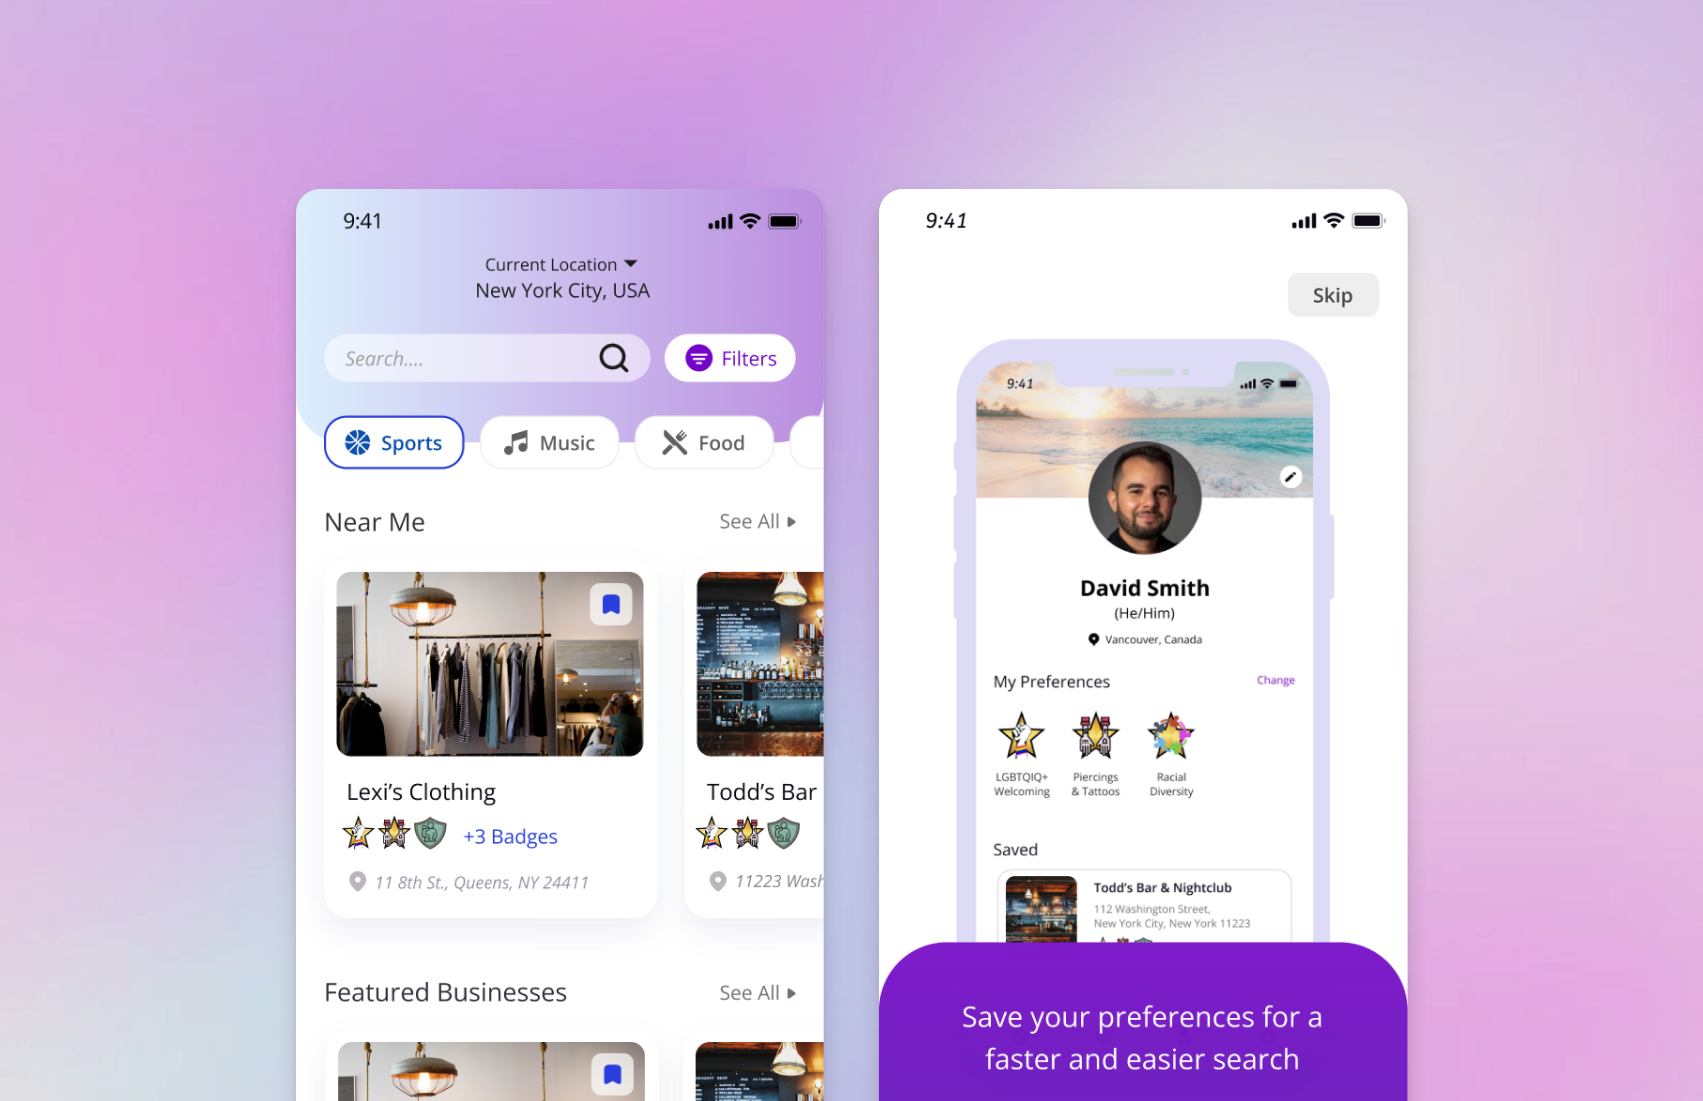 9:41
Current Location
New York City, USA
Search....
Filters
Sports
Music
Food
Near Me
See All
Lexi's Clothing
+3 Badges
11 8th St., Queens, NY 24411
Todd's Bar
11223 Wash
Featured Businesses
See All
9:41
Skip
9:41
David Smith
(He/Him)
Vancouver, Canada
My Preferences
Change
LGBTQIQ+
Welcoming
Piercings
& Tattoos
Racial
Diversity
Saved
Todd's Bar & Nightclub
112 Washington Street,
New York City, New York 11223
Save your preferences for a
faster and easier search